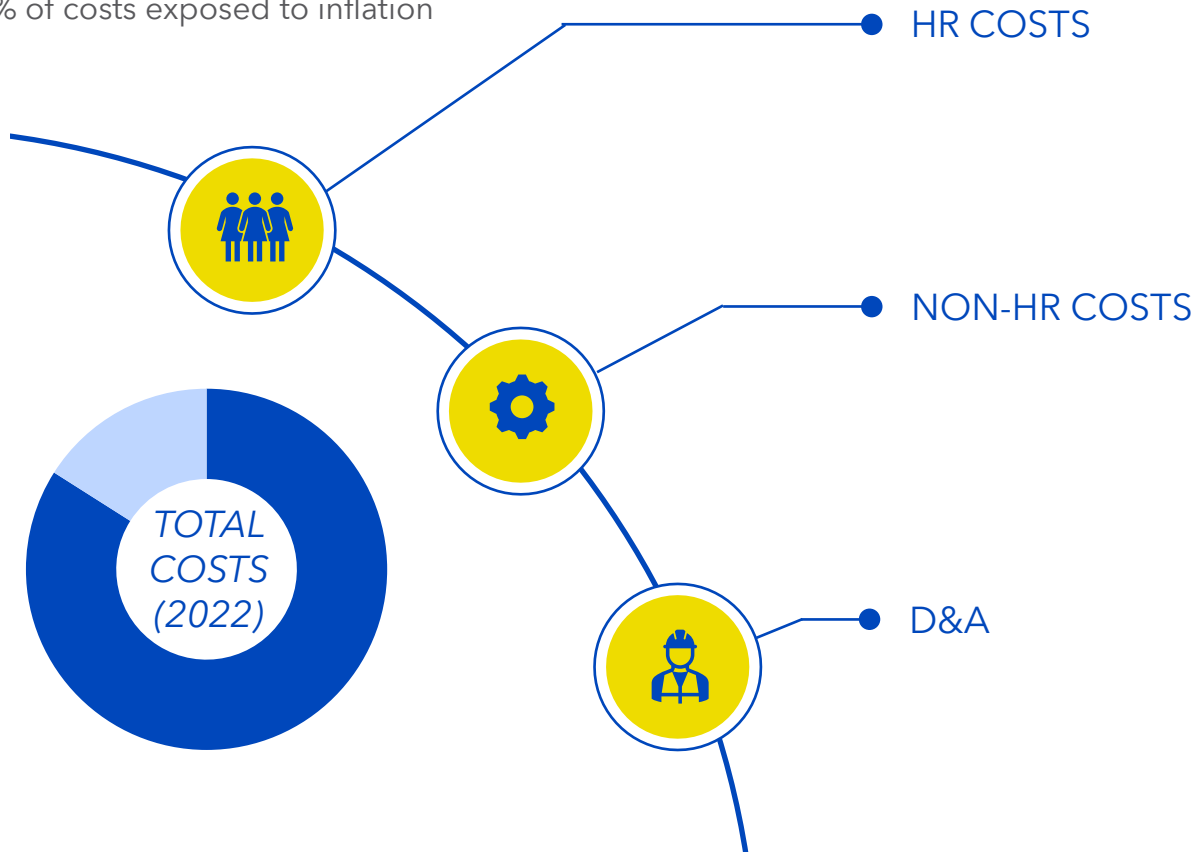 % of costs exposed to inflation
HR COSTS
NON-HR COSTS
TOTAL
COSTS
(2022)
D&A